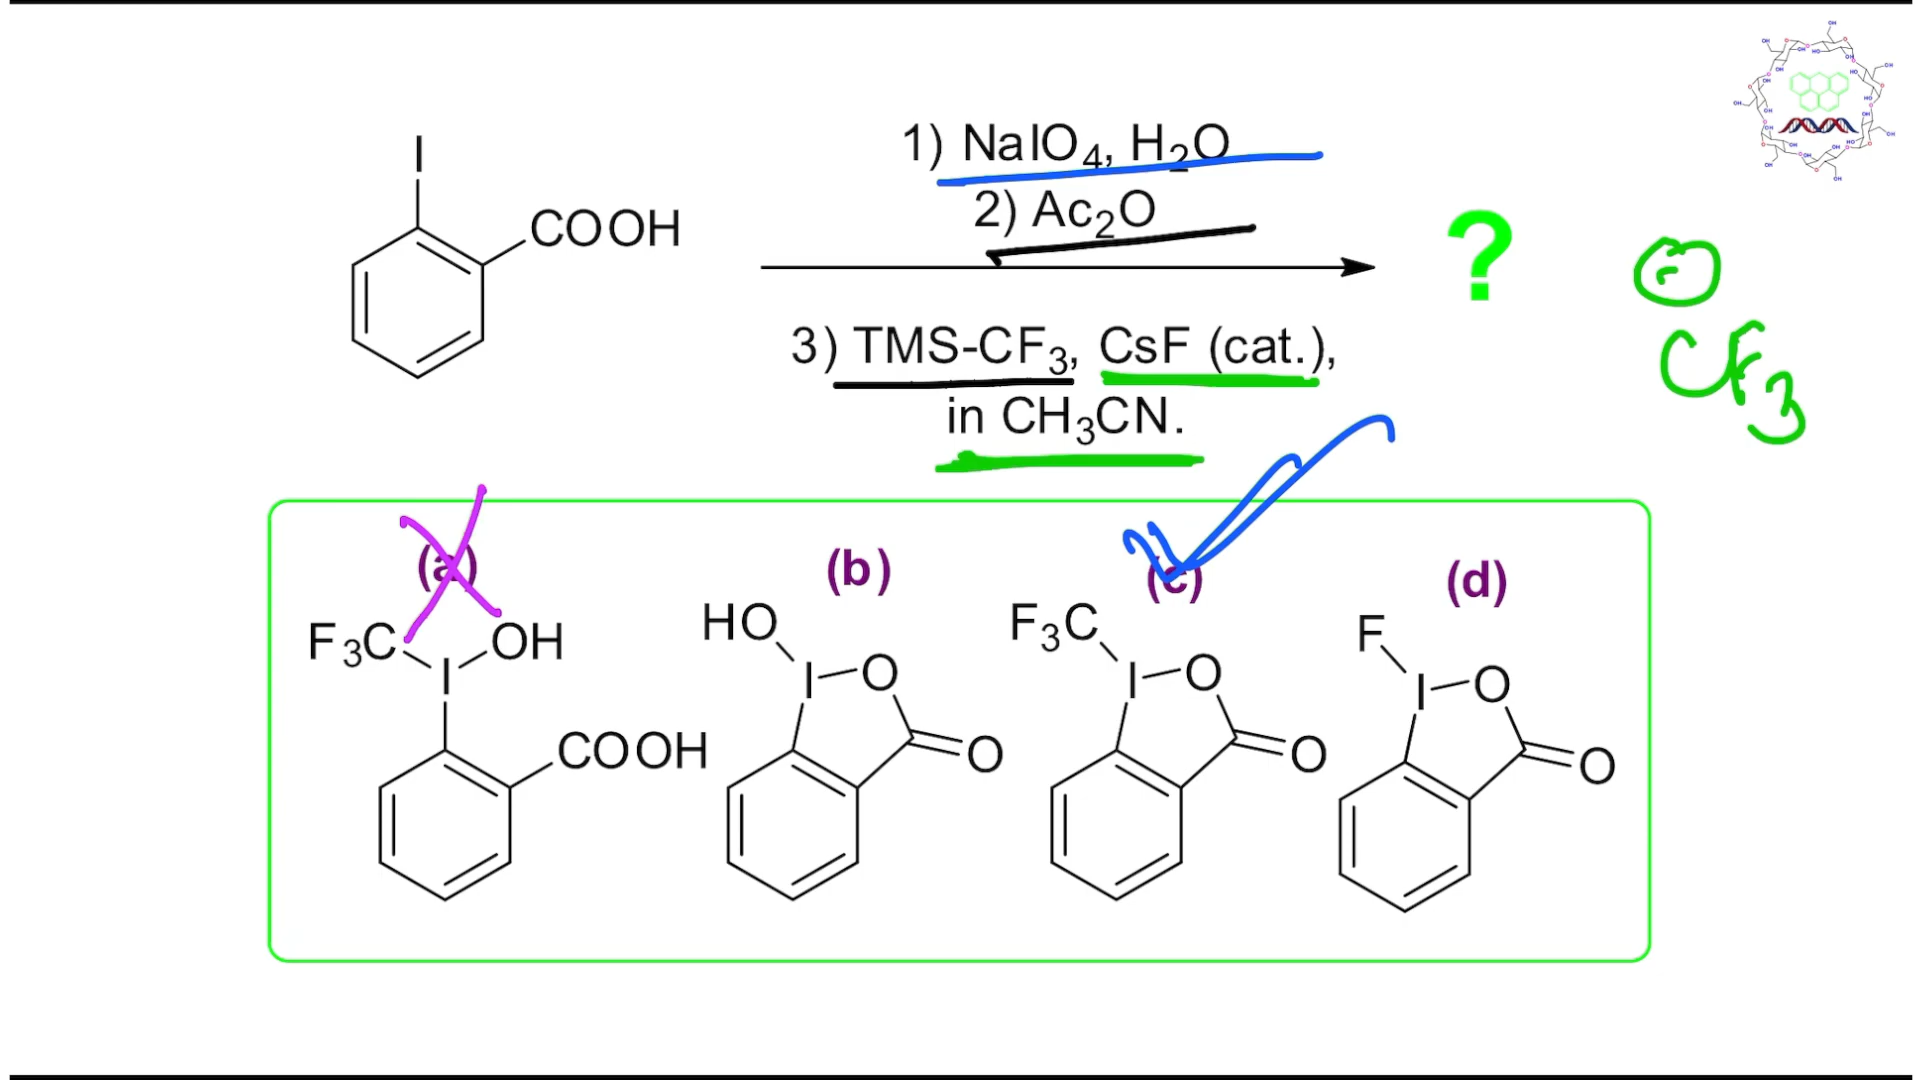 1) NaIO4, H2O
2) Ac2O
I
COOH
?
3) TMS-CF3, CsF (cat.),
in CH3CN.
CF3
(a) (b) (c) (d)
F3C OH HO F3C F
I I O I O I O
COOH O O O